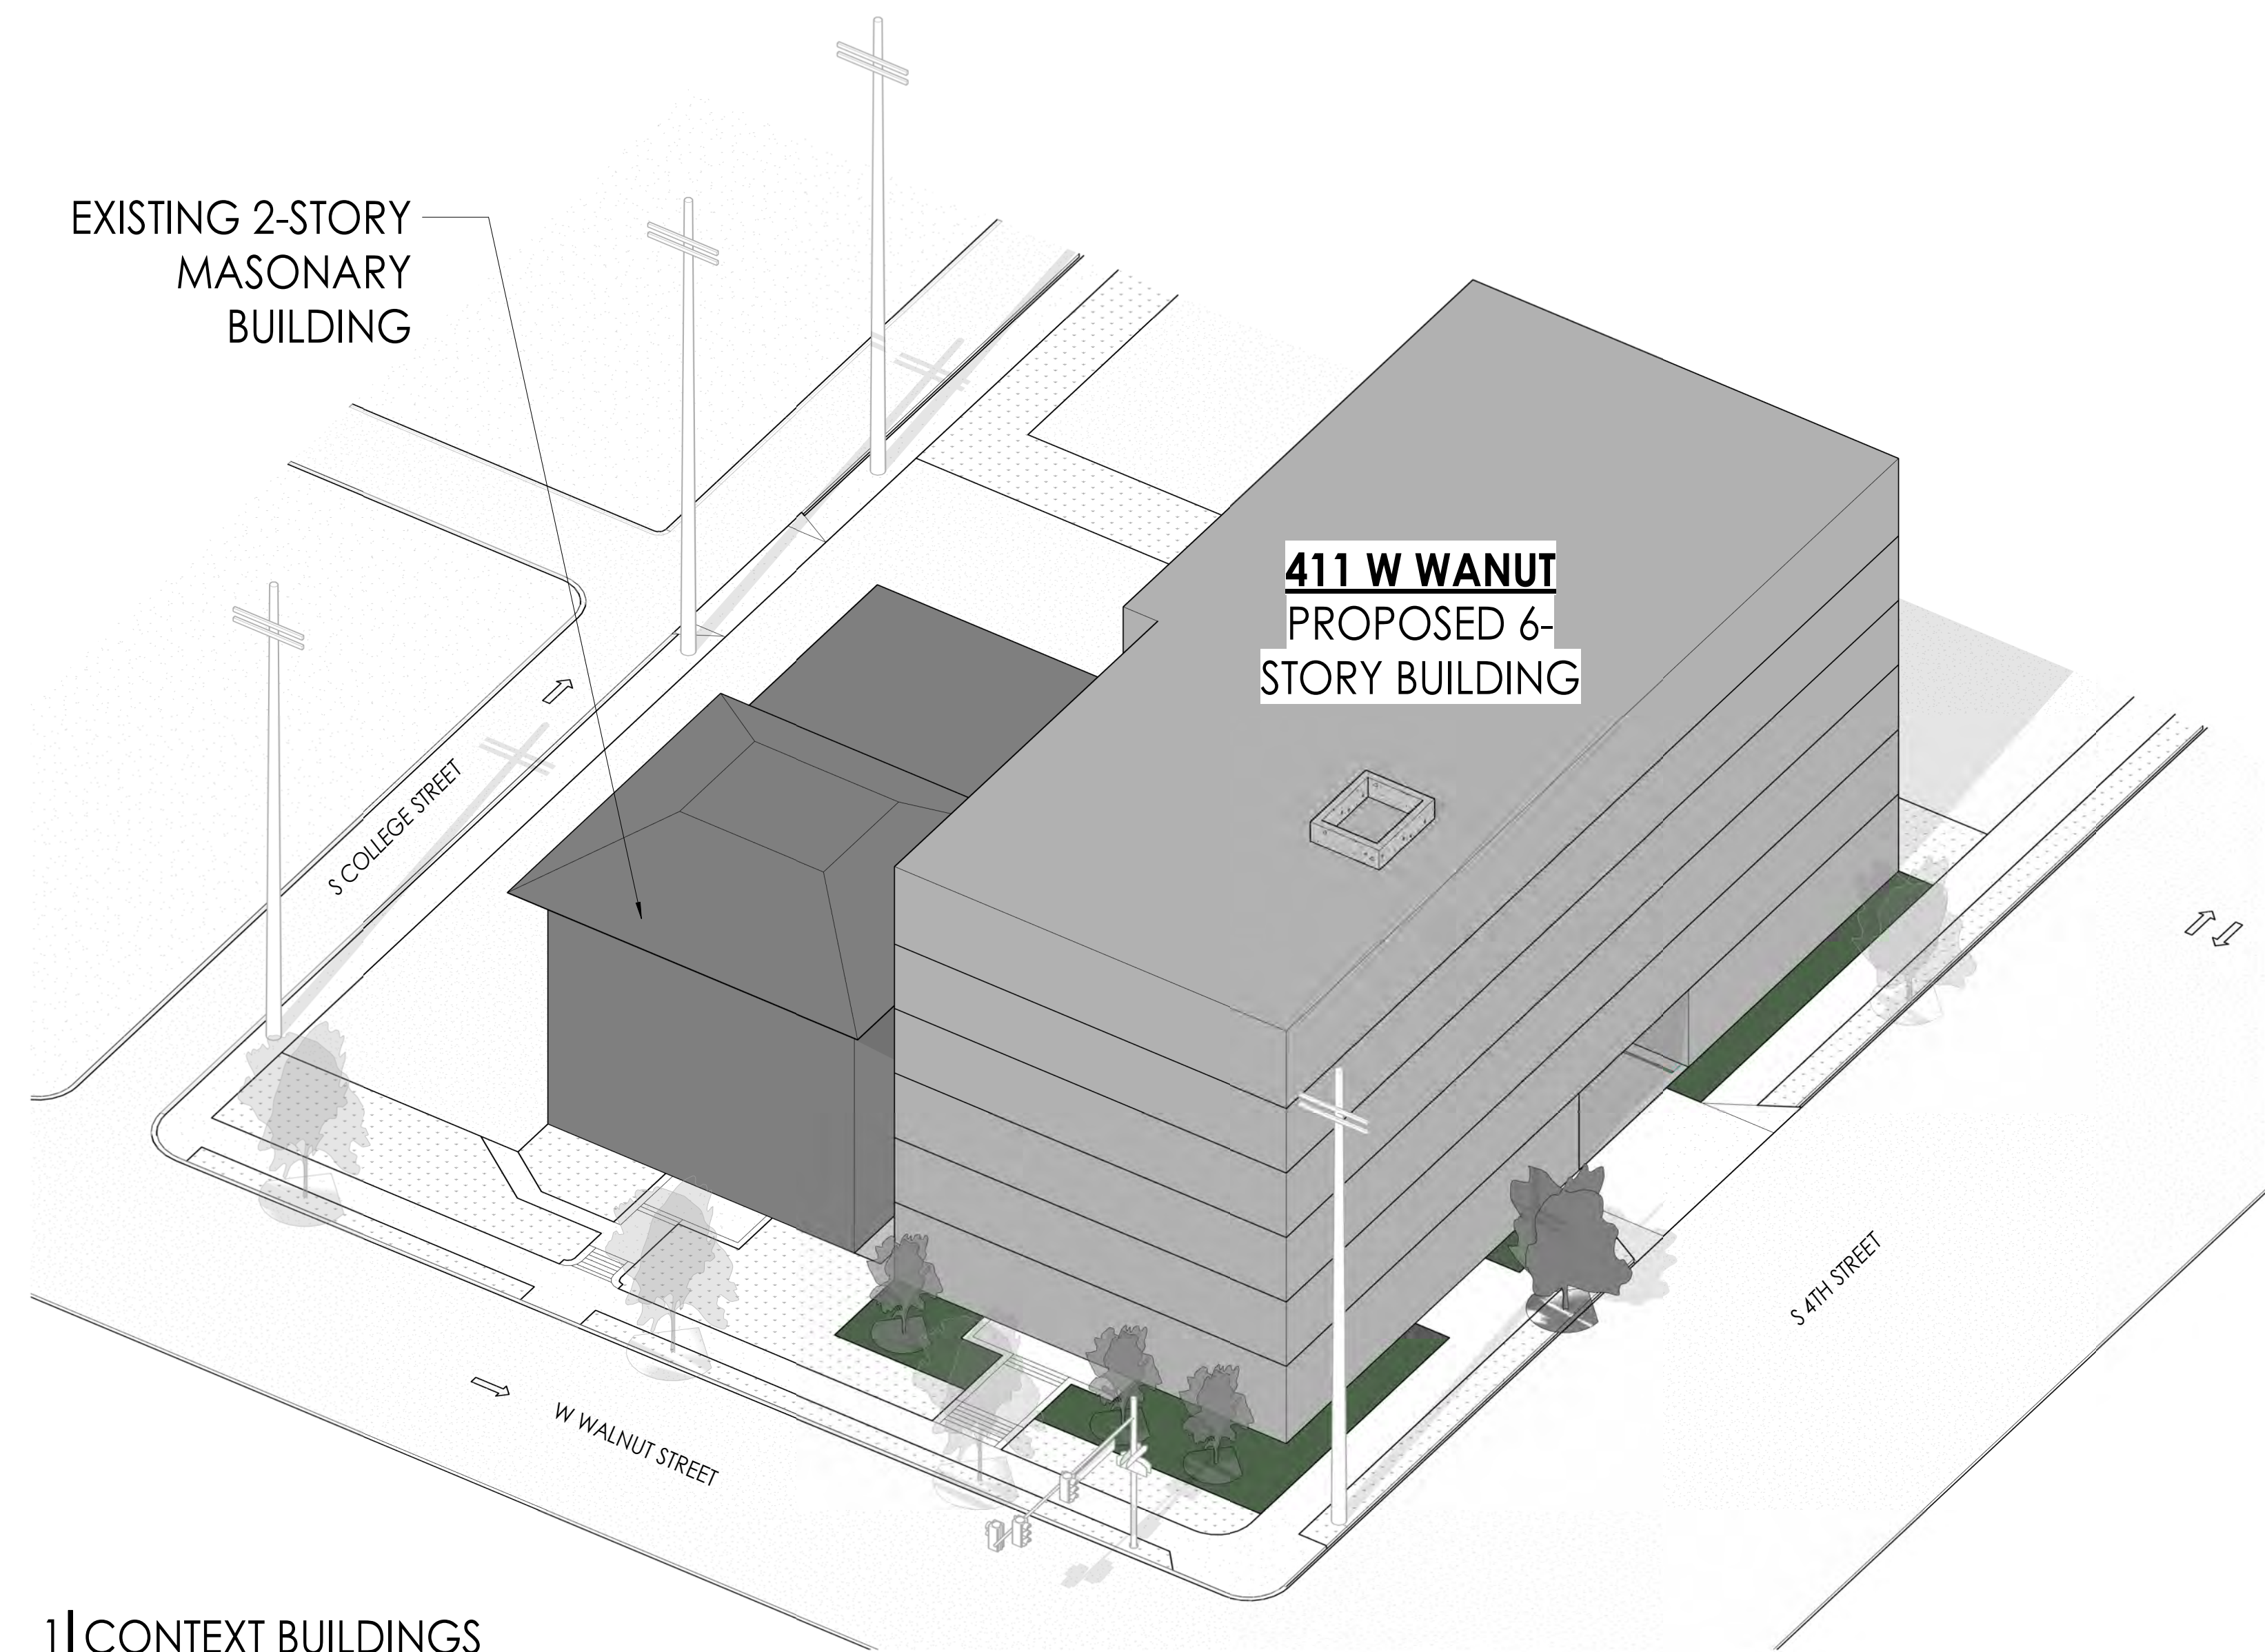 EXISTING 2-STORY
MASONARY
BUILDING
411 W WANUT
PROPOSED 6-
STORY BUILDING
S COLLEGE STREET
S 4TH STREET
W WALNUT STREET
1 CONTEXT BUILDINGS